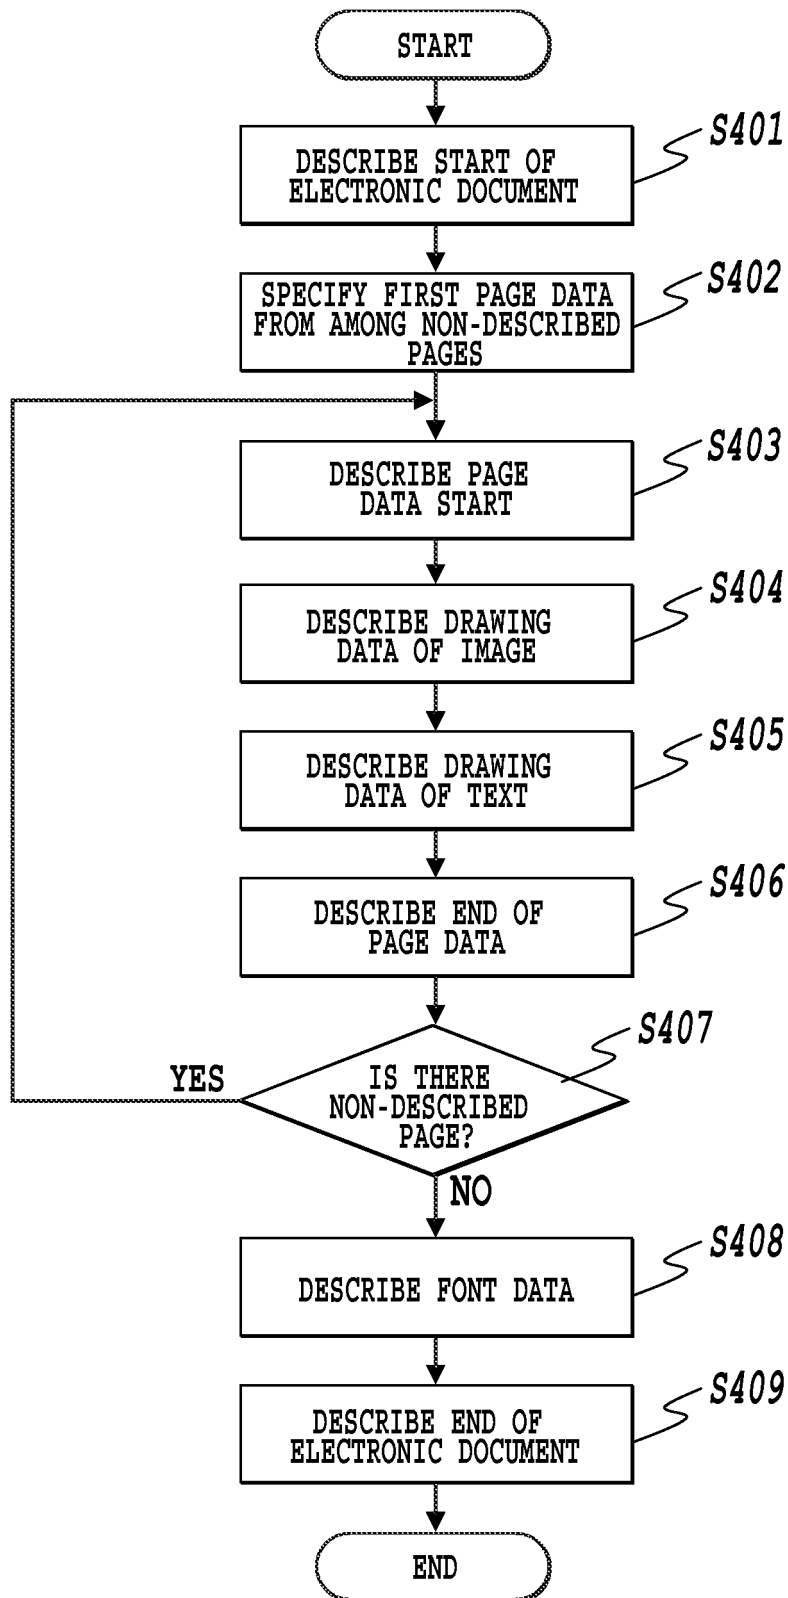 START
S401
DESCRIBE START OF
ELECTRONIC DOCUMENT
S402
SPECIFY FIRST PAGE DATA
FROM AMONG NON-DESCRIBED
PAGES
S403
DESCRIBE PAGE
DATA START
S404
DESCRIBE DRAWING
DATA OF IMAGE
S405
DESCRIBE DRAWING
DATA OF TEXT
S406
DESCRIBE END OF
PAGE DATA
S407
YES
IS THERE
NON-DESCRIBED
PAGE?
NO
S408
DESCRIBE FONT DATA
S409
DESCRIBE END OF
ELECTRONIC DOCUMENT
END